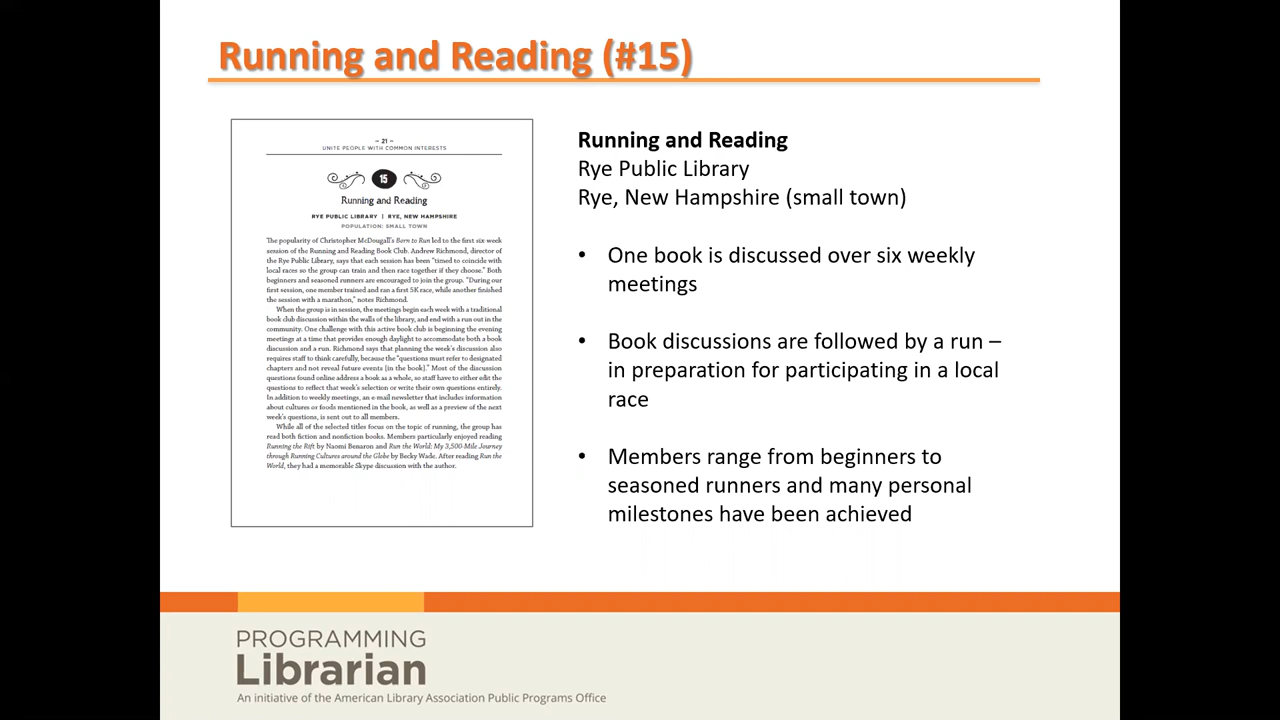 Running and Reading (#15)
~ 21 ~
UNITE PEOPLE WITH COMMON INTERESTS
15
Running and Reading
RYE PUBLIC LIBRARY | RYE, NEW HAMPSHIRE
POPULATION: SMALL TOWN
The popularity of Christopher McDougall's Born to Run led to the first six week
session of the Running and Reading Book Club. Andrew Richmond, director of
the Rye Public Library, says that each session has been "timed to coincide with
local races so the group can train and then race together if they choose." Both
beginners and seasoned runners are encouraged to join the group. "During our
first session, one member trained and ran a first 5K race, while another finished
the session with a marathon," notes Richmond.
When the group is in session, the meetings begin each week with a traditional
book club discussion within the walls of the library, and end with a run out in the
community. One challenge with this active book club is beginning the evening
meetings at a time that provides enough daylight to accommodate both a book
discussion and a run. Richmond says that planning the week's discussion also
requires staff to think carefully, because the "questions must refer to designated
chapters and not reveal future events [in the book]." Most of the discussion
questions found online address a book as a whole, so staff have to either edit the
questions to reflect that week's selection or write their own questions entirely.
In addition to weekly meetings, an e-mail newsletter that includes information
about cultures or foods mentioned in the book, as well as a preview of the next
week's questions, is sent out to all members.
While all of the selected titles focus on the topic of running, the group has
read both fiction and nonfiction books. Members particularly enjoyed reading
Running the Rift by Naomi Benaron and Run the World: My 3,500-Mile Journey
through Running Cultures around the Globe by Becky Wade. After reading Run the
World, they had a memorable Skype discussion with the author.
Running and Reading
Rye Public Library
Rye, New Hampshire (small town)
• One book is discussed over six weekly
meetings
• Book discussions are followed by a run –
in preparation for participating in a local
race
• Members range from beginners to
seasoned runners and many personal
milestones have been achieved
PROGRAMMING
Librarian
An initiative of the American Library Association Public Programs Office